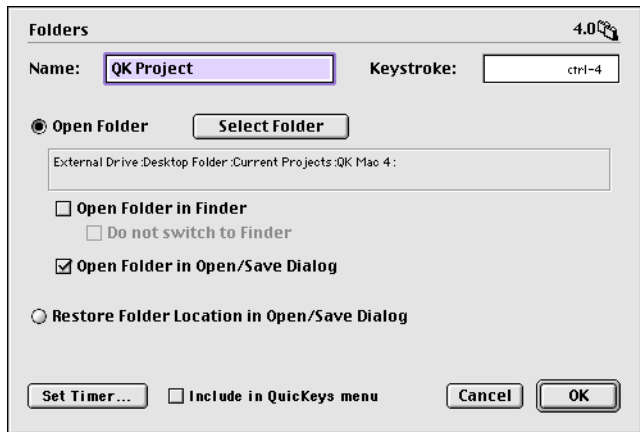 Folders 4.0
Name: QK Project Keystroke: ctrl-4
Open Folder Select Folder
External Drive :Desktop Folder :Current Projects :QK Mac 4 :
Open Folder in Finder
Do not switch to Finder
Open Folder in Open/Save Dialog
Restore Folder Location in Open/Save Dialog
Set Timer... Include in QuicKeys menu Cancel OK